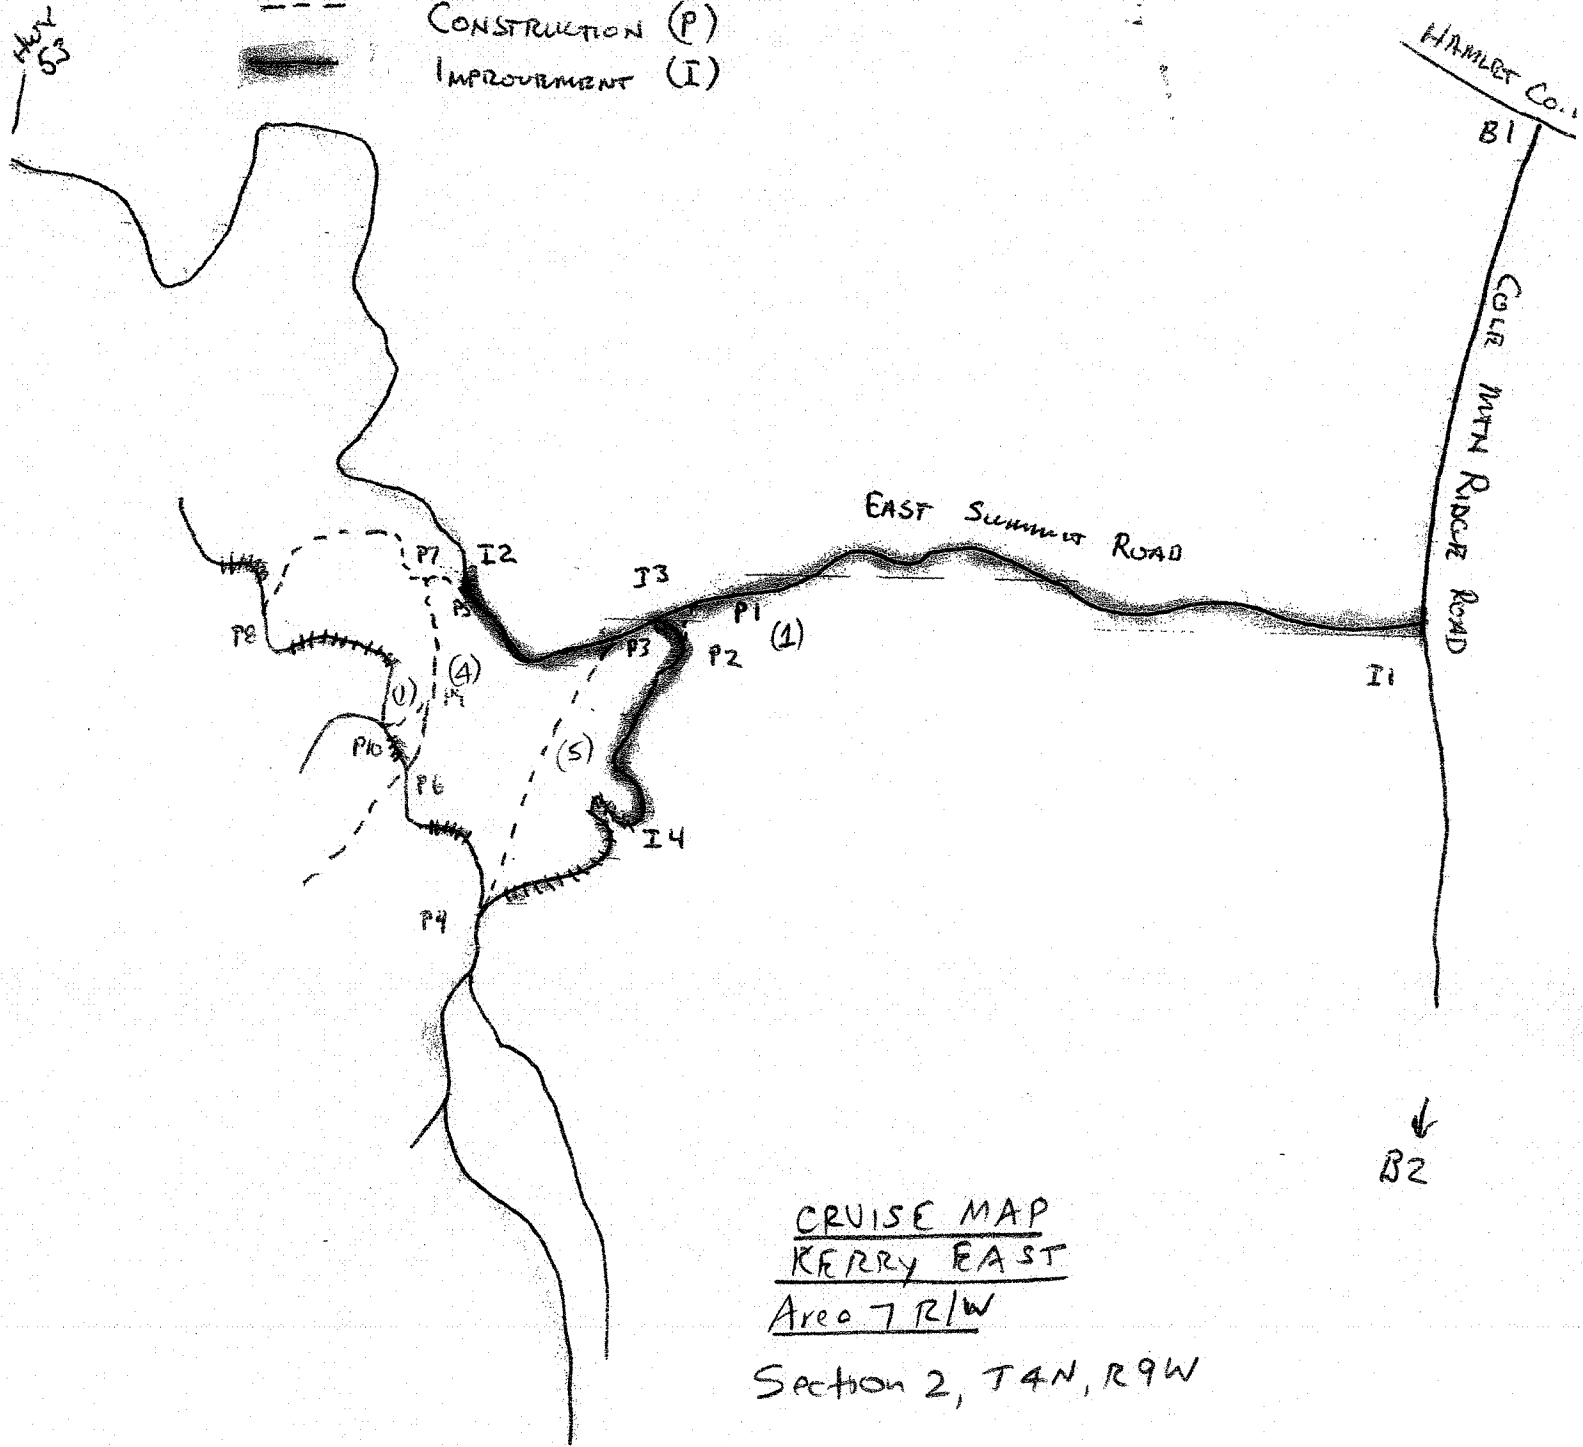 Hwy
53
CONSTRUCTION (P)
IMPROVEMENT (I)
HAMLET CO.
B1
COLE MTN RIDGE ROAD
EAST SUMMIT ROAD
P7
I2
I3
P5
P1
(1)
P3
P2
P8
(4)
I1
(1)
P10
(5)
P6
I4
P4
B2
CRUISE MAP
KERRY EAST
Area 7 R/W
Section 2, T4N, R9W